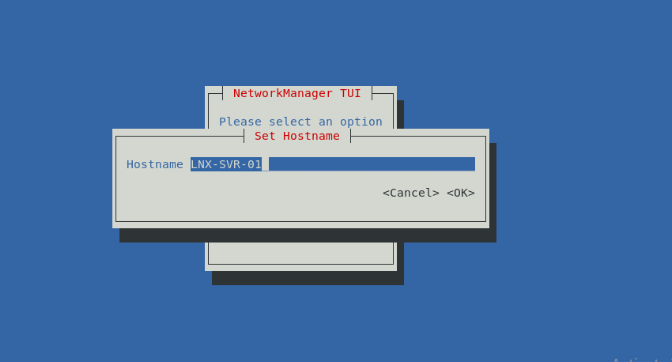 NetworkManager TUI
Please select an option
Set Hostname
Hostname LNX-SVR-01
<Cancel> <OK>